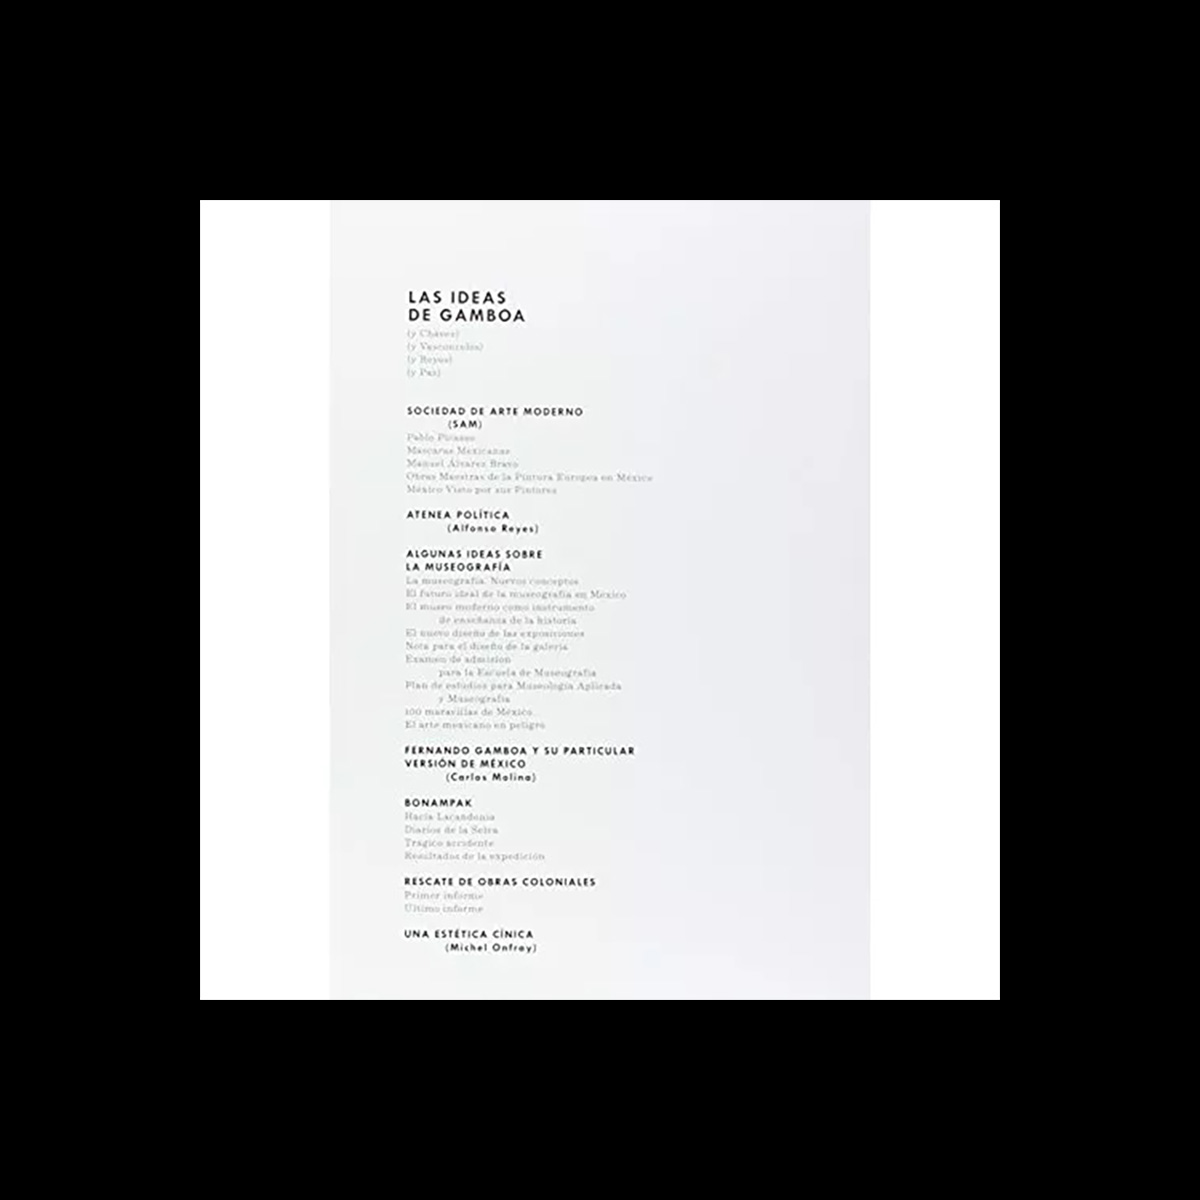 LAS IDEAS
DE GAMBOA
(y Chávez)
(y Vasconcelos)
(y Reyes)
(y Paz)
SOCIEDAD DE ARTE MODERNO
(SAM)
Pablo Picasso
Máscaras Mexicanas
Manuel Álvarez Bravo
Obras Maestras de la Pintura Europea en México
México Visto por sus Pintores
ATENEA POLÍTICA
(Alfonso Reyes)
ALGUNAS IDEAS SOBRE
LA MUSEOGRAFÍA
La museografía. Nuevos conceptos
El futuro ideal de la museografía en México
El museo moderno como instrumento
de enseñanza de la historia
El nuevo diseño de las exposiciones
Nota para el diseño de la galería
Examen de admisión
para la Escuela de Museografía
Plan de estudios para Museología Aplicada
y Museografía
100 maravillas de México
El arte mexicano en peligro
FERNANDO GAMBOA Y SU PARTICULAR
VERSIÓN DE MÉXICO
(Carlos Molina)
BONAMPAK
Hacia Lacandonia
Diarios de la Selva
Trágico accidente
Resultados de la expedición
RESCATE DE OBRAS COLONIALES
Primer informe
Último informe
UNA ESTÉTICA CÍNICA
(Michel Onfray)